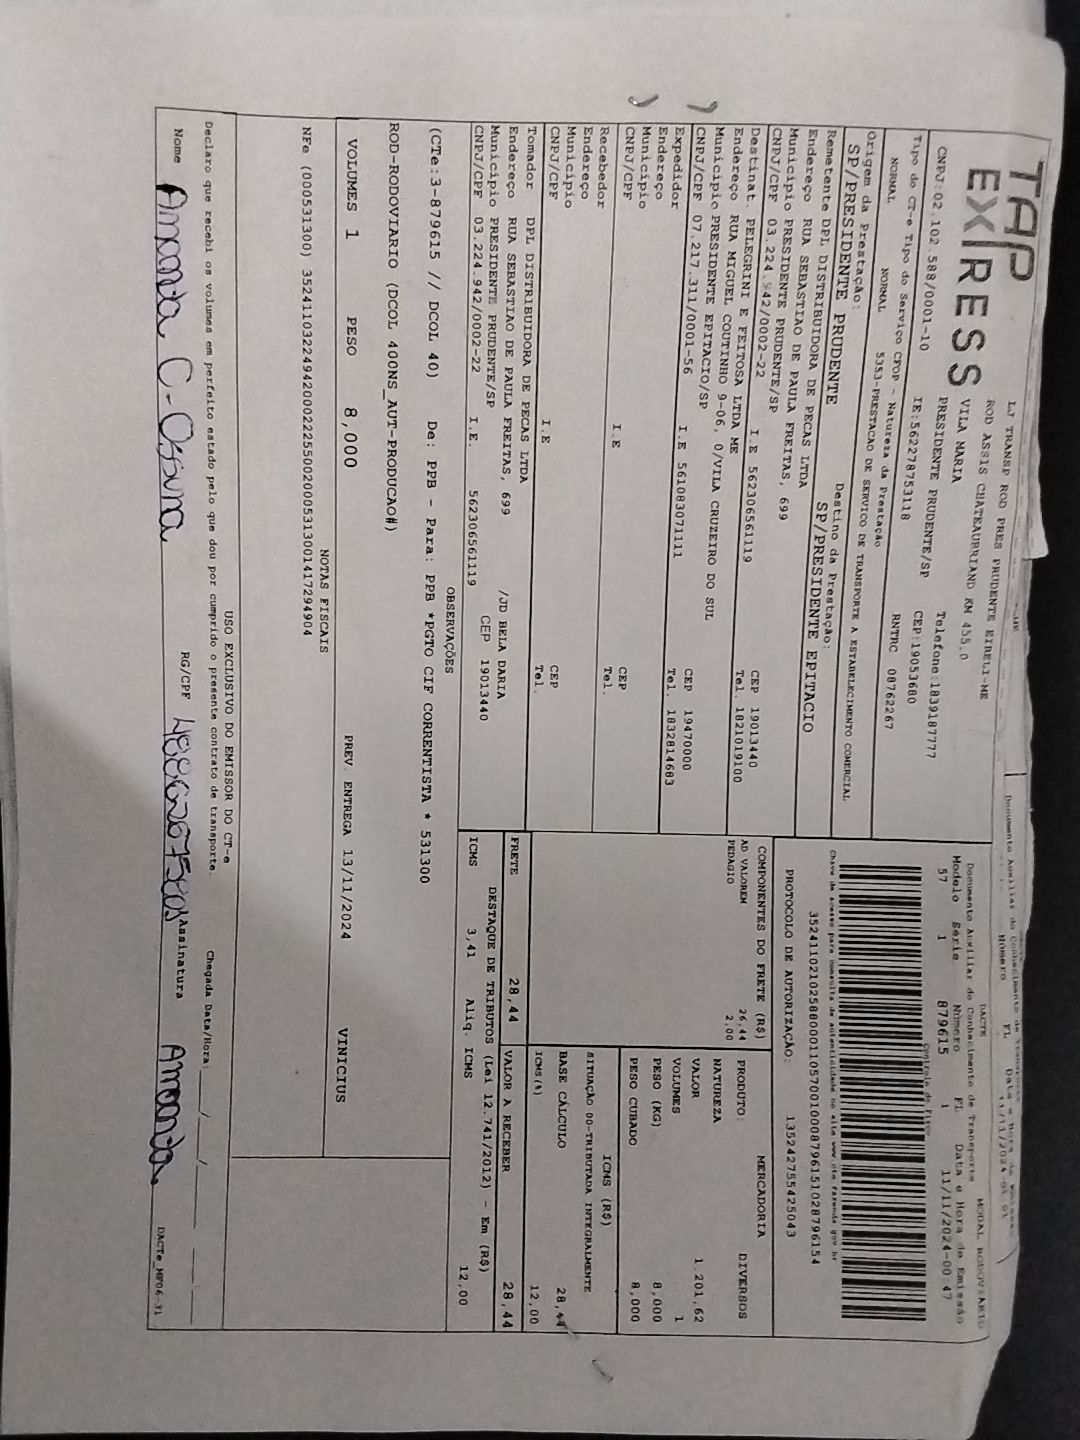 TAP
EXPRESS
LJ TRANSP ROD PRES PRUDENTE EIRELI-ME
ROD ASSIS CHATEAUBRIAND KM 455,0
VILA MARIA
PRESIDENTE PRUDENTE/SP
Telefone:1839187777
CNPJ:02.102.588/0001-10
IE:562278753118
CEP:19053680
Tipo do CT-e Tipo do Serviço CFOP - Natureza da Prestação
RNTRC 08762267
NORMAL NORMAL 5353-PRESTACAO DE SERVICO DE TRANSPORTE A ESTABELECIMENTO COMERCIAL
Origem da Prestação: Destino da Prestação:
SP/PRESIDENTE PRUDENTE SP/PRESIDENTE EPITACIO
Remetente DPL DISTRIBUIDORA DE PECAS LTDA
Endereço RUA SEBASTIAO DE PAULA FREITAS, 699
Município PRESIDENTE PRUDENTE/SP CEP 19013440
CNPJ/CPF 03.224.942/0002-22 I.E 562306561119 Tel. 1821019100
Destinat. PELEGRINI E FEITOSA LTDA ME
Endereço RUA MIGUEL COUTINHO 9-06, 0/VILA CRUZEIRO DO SUL
Município PRESIDENTE EPITACIO/SP CEP 19470000
CNPJ/CPF 07.217.311/0001-56 I.E 561083071111 Tel. 1832814683
Expedidor
Endereço
Município CEP
CNPJ/CPF I.E Tel.
Recebedor
Endereço
Município CEP
CNPJ/CPF I.E Tel.
Tomador DPL DISTRIBUIDORA DE PECAS LTDA
Endereço RUA SEBASTIAO DE PAULA FREITAS, 699 /JD BELA DARIA
Município PRESIDENTE PRUDENTE/SP CEP 19013440
CNPJ/CPF 03.224.942/0002-22 I.E. 562306561119
DACTE MODAL RODOVIARIO
Documento Auxiliar do Conhecimento de Transporte
Modelo Série Número FL Data e Hora de Emissão
57 1 879615 1 11/11/2024-00:47
Controle do Fisco
Chave de acesso para consulta de autenticidade no site www.cte.fazenda.gov.br
35241102102588000110570010008796151028796154
PROTOCOLO DE AUTORIZAÇÃO: 135242755425043
COMPONENTES DO FRETE (R$)
AD VALOREM 26,44
PEDAGIO 2,00
FRETE 28,44
MERCADORIA
PRODUTO: DIVERSOS
NATUREZA
VALOR 1.201,62
VOLUMES 1
PESO (KG) 8,000
PESO CUBADO 8,000
ICMS (R$)
SITUAÇÃO 00-TRIBUTADA INTEGRALMENTE
BASE CÁLCULO 28,44
ICMS(%) 12,00
VALOR A RECEBER 28,44
DESTAQUE DE TRIBUTOS (Lei 12.741/2012) - Em (R$)
ICMS 3,41 Aliq. ICMS 12,00
OBSERVAÇÕES
(CTe:3-879615 // DCOL 40) De: PPB - Para: PPB *PGTO CIF CORRENTISTA * 531300
ROD-RODOVIARIO (DCOL 40ONS_AUT-PRODUCAO#)
VOLUMES 1 PESO 8,000 PREV. ENTREGA 13/11/2024 VINICIUS
NOTAS FISCAIS
NFe (000531300) 35241103224942000222550020005313001417294904
USO EXCLUSIVO DO EMISSOR DO CT-e
Declaro que recebi os volumes em perfeito estado pelo que dou por cumprido o presente contrato de transporte. Chegada Data/Hora: / /
Nome Amanda C. RG/CPF Assinatura Amanda
DACTe_MF06-31